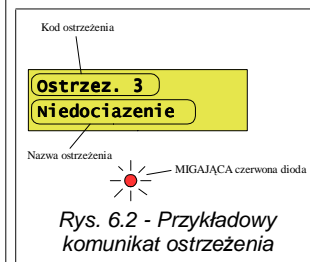 Kod ostrzeżenia
Ostrzez. 3
Niedociazenie
Nazwa ostrzeżenia
MIGAJĄCA czerwona dioda
Rys. 6.2 - Przykładowy
komunikat ostrzeżenia